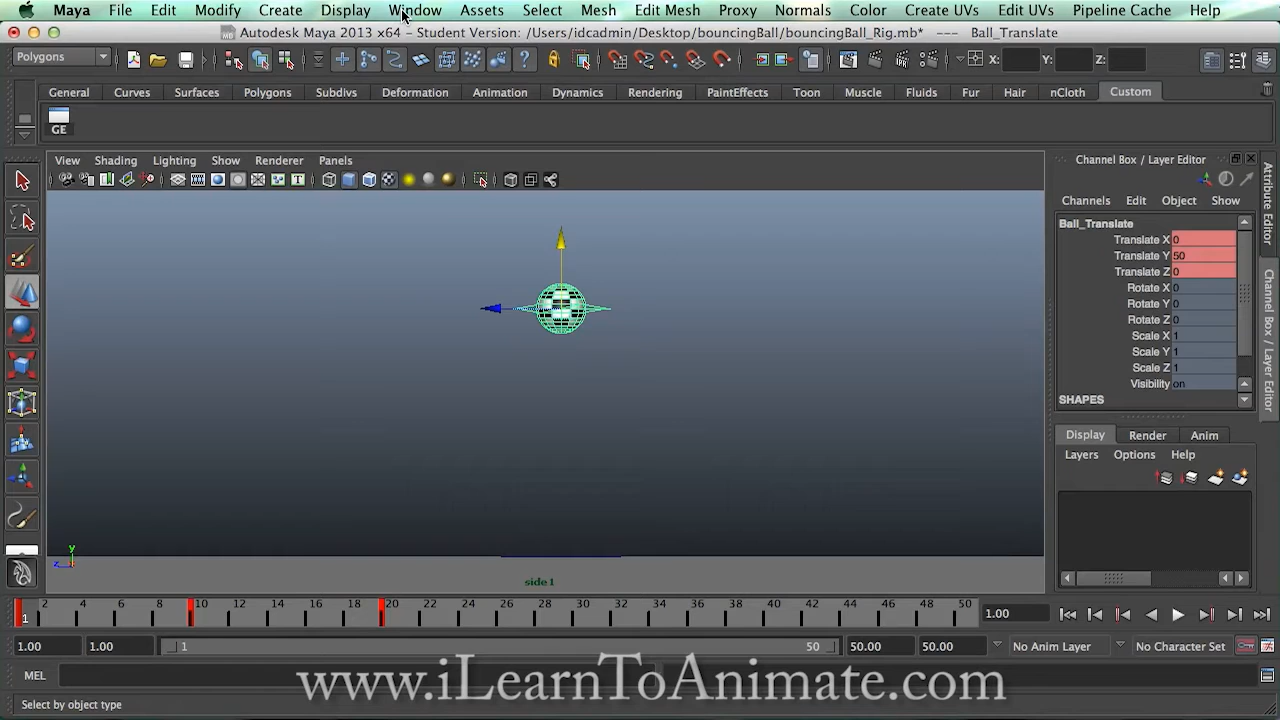 Maya File Edit Modify Create Display Window Assets Select Mesh Edit Mesh Proxy Normals Color Create UVs Edit UVs Pipeline Cache Help
Autodesk Maya 2013 x64 - Student Version: /Users/idcadmin/Desktop/bouncingBall/bouncingBall_Rig.mb* --- Ball_Translate
Polygons X: Y: Z:
General Curves Surfaces Polygons Subdivs Deformation Animation Dynamics Rendering PaintEffects Toon Muscle Fluids Fur Hair nCloth Custom
GE
View Shading Lighting Show Renderer Panels
Channel Box / Layer Editor
Channels Edit Object Show
Ball_Translate
Translate X 0
Translate Y 50
Translate Z 0
Rotate X 0
Rotate Y 0
Rotate Z 0
Scale X 1
Scale Y 1
Scale Z 1
Visibility on
SHAPES
Display Render Anim
Layers Options Help
Attribute Editor
Channel Box / Layer Editor
y
z
side1
1 2 4 6 8 10 12 14 16 18 20 22 24 26 28 30 32 34 36 38 40 42 44 46 48 50 1.00
1.00 1.00 1 50 50.00 50.00 No Anim Layer No Character Set
MEL
www.iLearnToAnimate.com
Select by object type